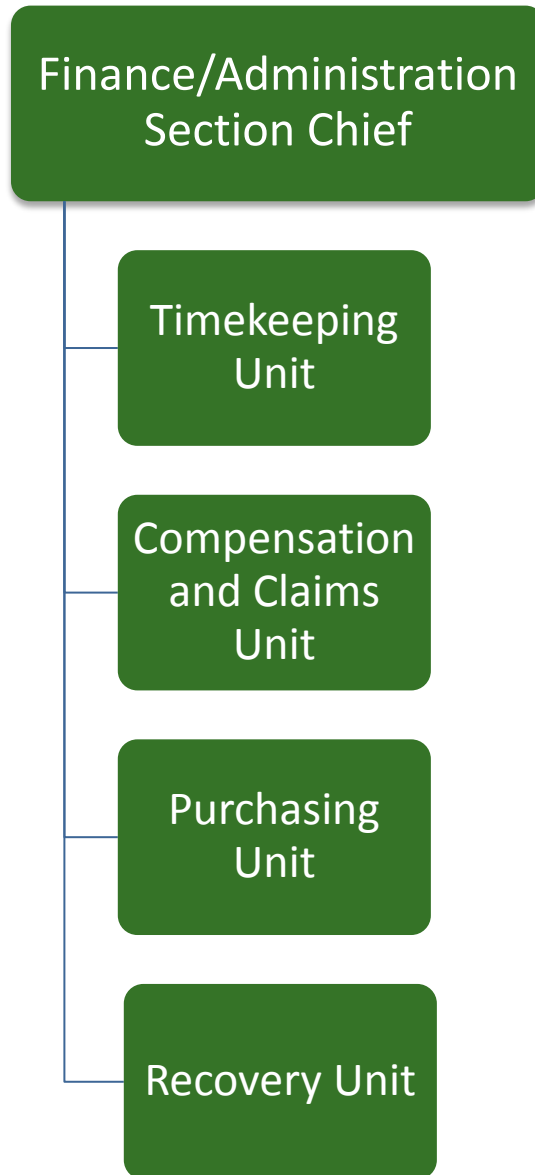 Finance/Administration
Section Chief
Timekeeping
Unit
Compensation
and Claims
Unit
Purchasing
Unit
Recovery Unit